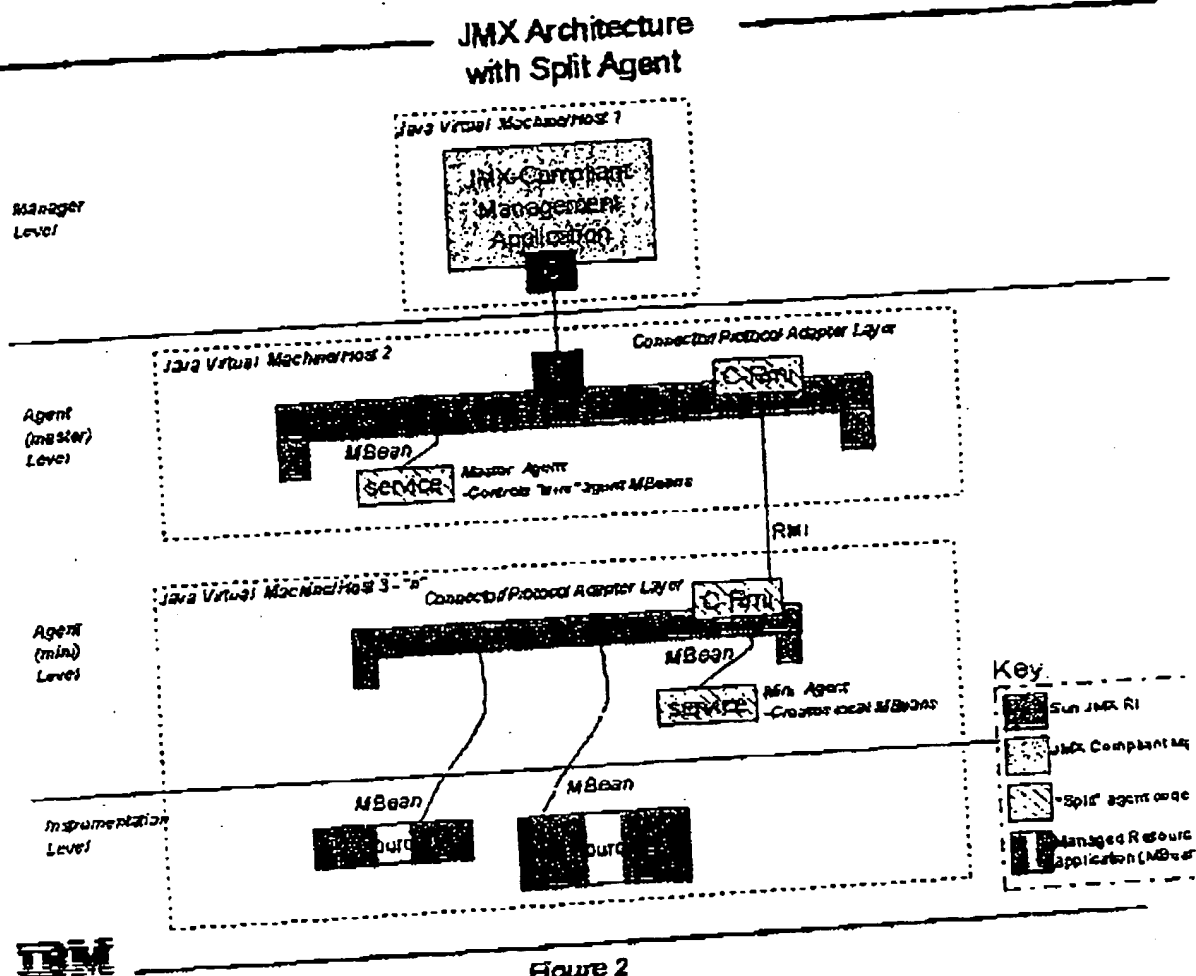 JMX Architecture
with Split Agent
Java Virtual Machine/Host 1
JMX-Compliant
Management
Application
Manager
Level
Java Virtual Machine/Host 2
Connector/Protocol Adapter Layer
C-Rmi
Agent
(master)
Level
MBean
service
Master Agent
-Controls "mini" agent MBeans
RMI
Java Virtual Machine/Host 3 - "n"
Connector/Protocol Adapter Layer
C-Rmi
Agent
(mini)
Level
MBean
service
Mini Agent
-Creates local MBeans
Key
Sun JMX RI
JMX Compliant
"Split" agent code
Managed Resourc
application (MBean
MBean
MBean
Instrumentation
Level
IBM
Figure 2